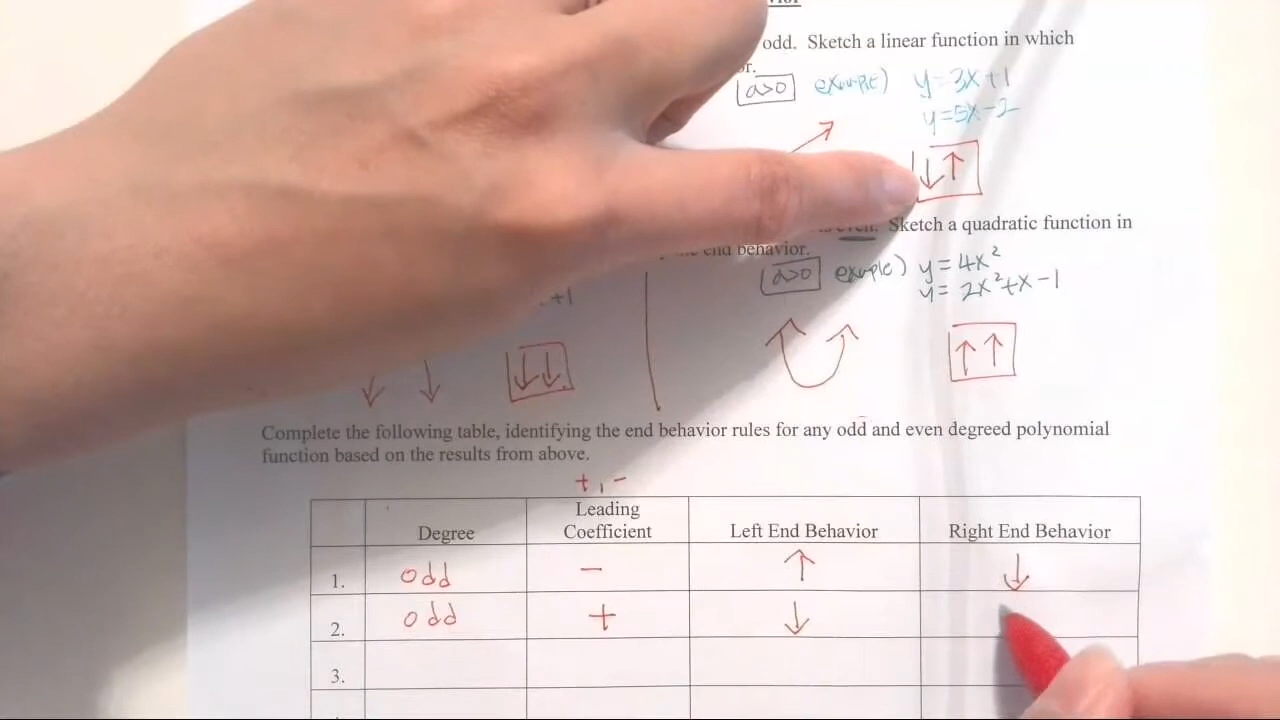 odd. Sketch a linear function in which
a>0 example) y=3x+1
y=5x-2
↓↑
even. Sketch a quadratic function in
end behavior.
a>0 example) y=4x²
+1 y=2x²+x-1
↓↓ ↑↑
Complete the following table, identifying the end behavior rules for any odd and even degreed polynomial
function based on the results from above.
+, -
Degree Leading Coefficient Left End Behavior Right End Behavior
1. odd - ↑ ↓
2. odd + ↓
3.